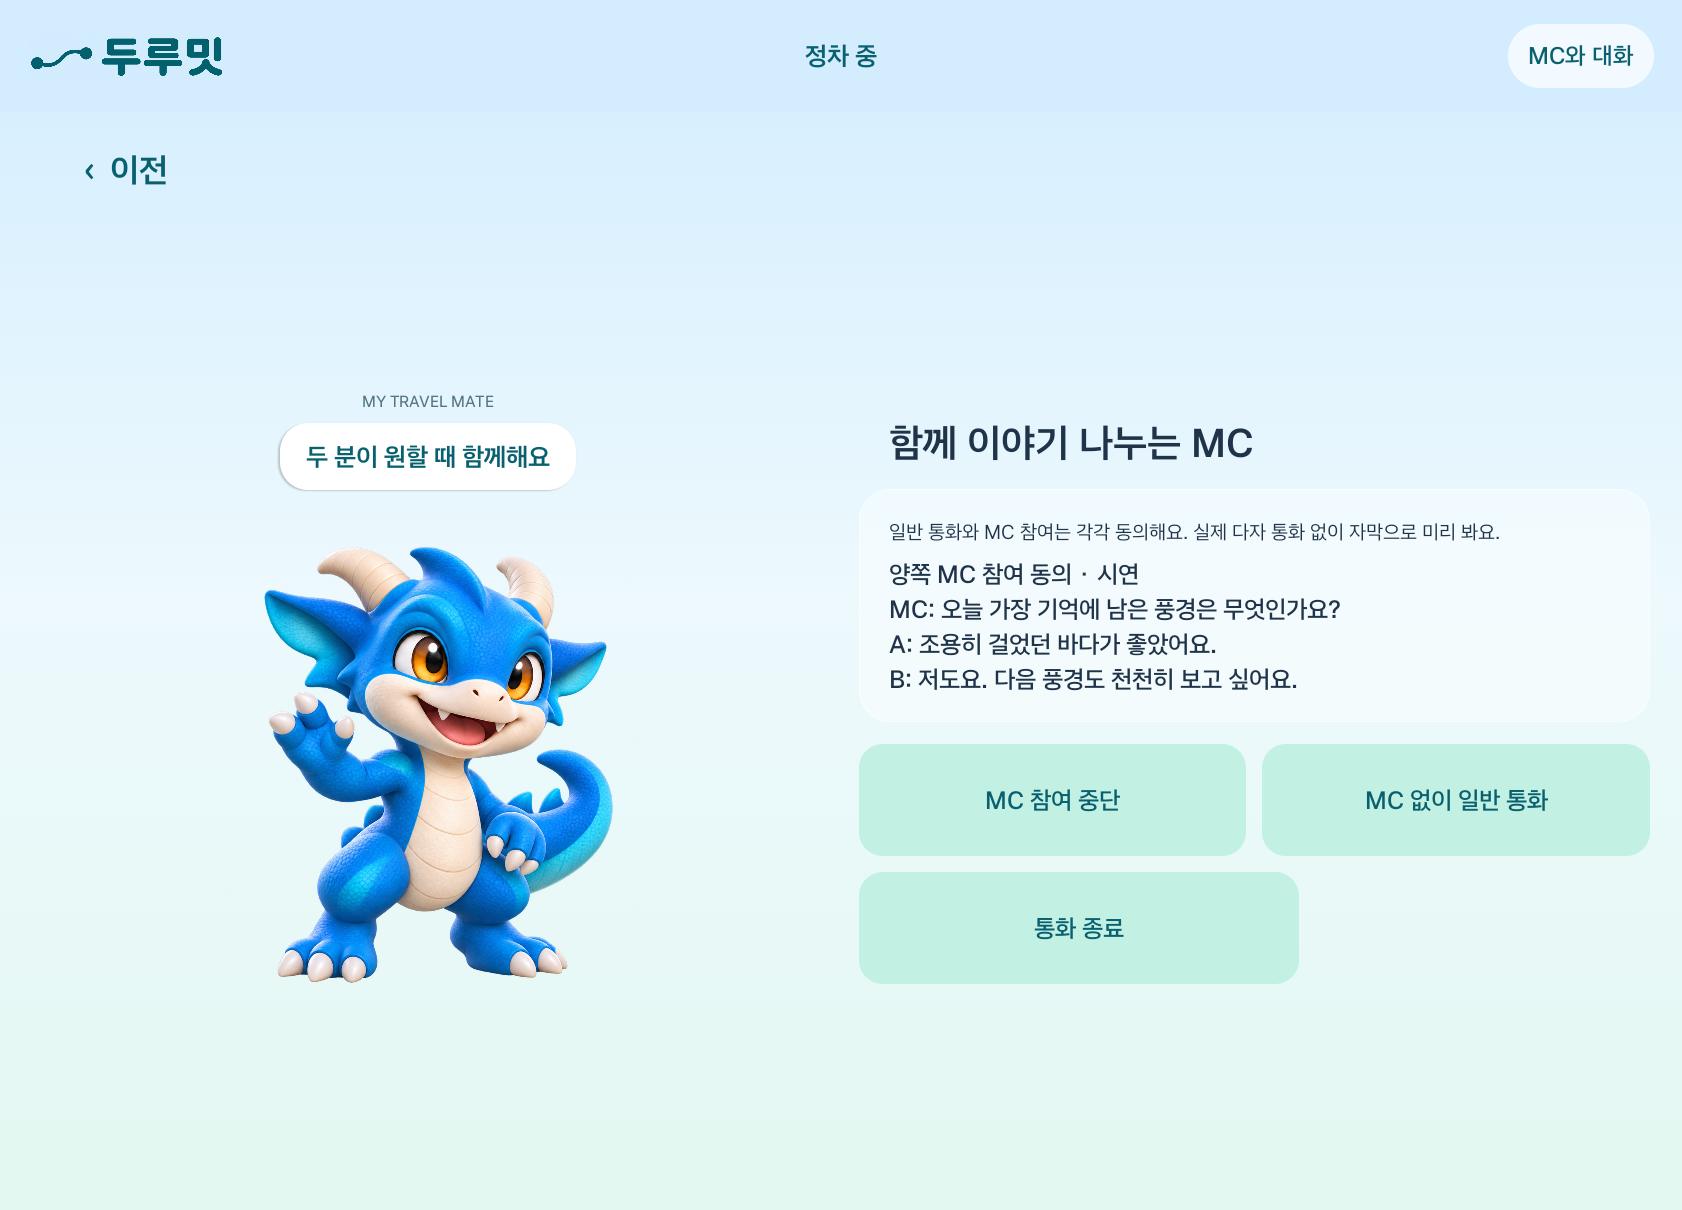 두루밋
정차 중
MC와 대화
‹ 이전
MY TRAVEL MATE
두 분이 원할 때 함께해요
함께 이야기 나누는 MC
일반 통화와 MC 참여는 각각 동의해요. 실제 다자 통화 없이 자막으로 미리 봐요.
양쪽 MC 참여 동의 · 시연
MC: 오늘 가장 기억에 남은 풍경은 무엇인가요?
A: 조용히 걸었던 바다가 좋았어요.
B: 저도요. 다음 풍경도 천천히 보고 싶어요.
MC 참여 중단
MC 없이 일반 통화
통화 종료